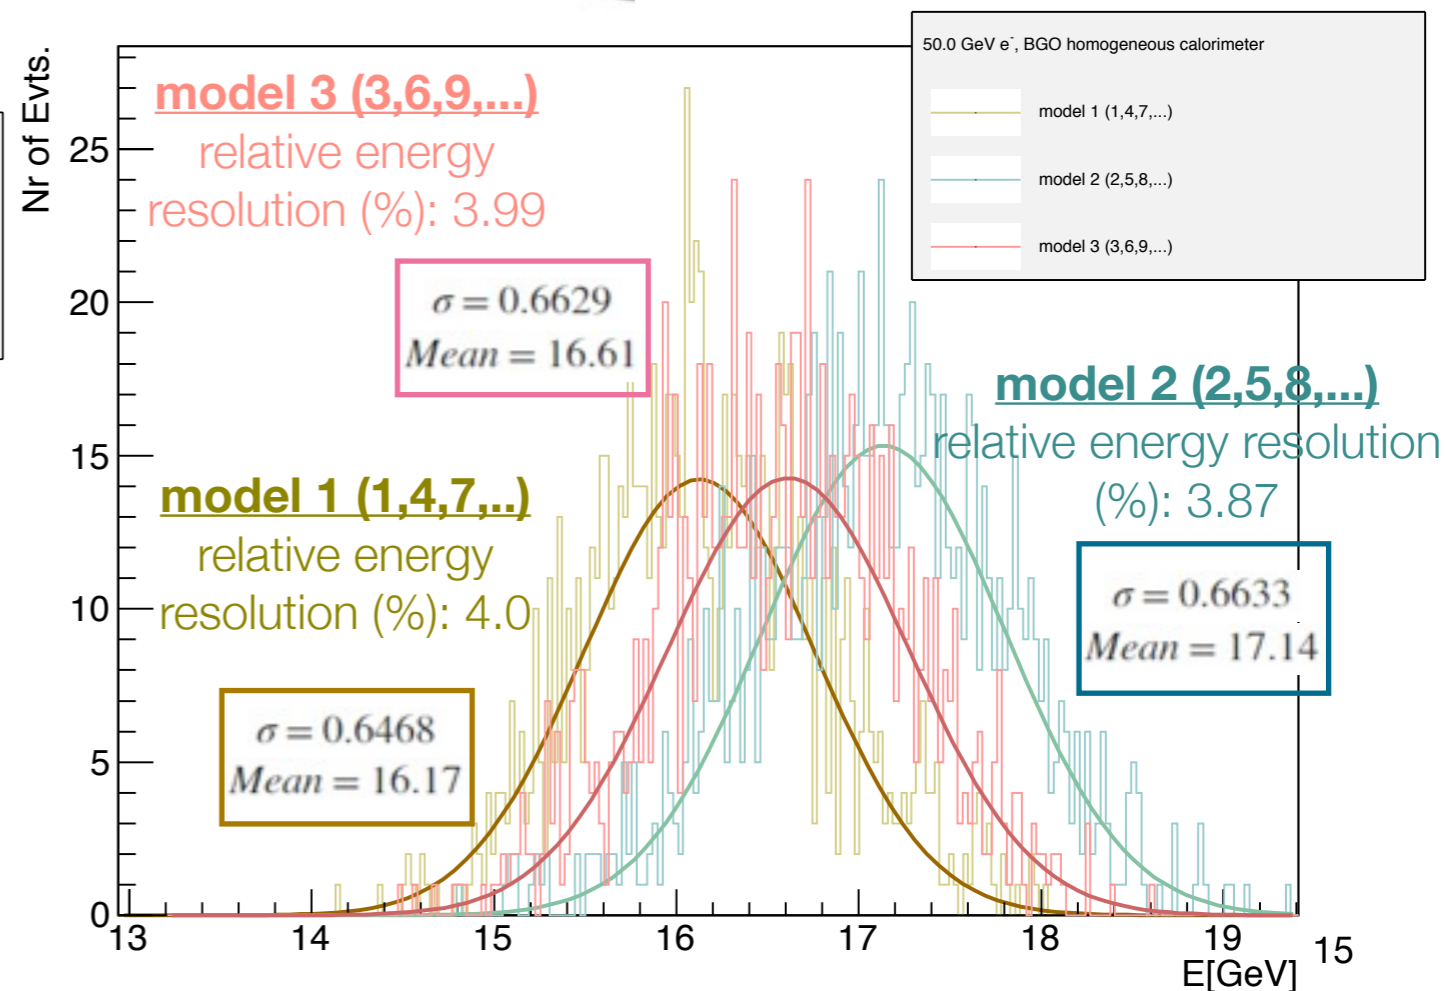 50.0 GeV e-, BGO homogeneous calorimeter
model 1 (1,4,7,...)
model 2 (2,5,8,...)
model 3 (3,6,9,...)
Nr of Evts.
25
20
15
10
5
0
model 3 (3,6,9,...)
relative energy
resolution (%): 3.99
σ = 0.6629
Mean = 16.61
model 2 (2,5,8,...)
relative energy resolution
(%): 3.87
σ = 0.6633
Mean = 17.14
model 1 (1,4,7,..)
relative energy
resolution (%): 4.0
σ = 0.6468
Mean = 16.17
13 14 15 16 17 18 19
E[GeV]
15